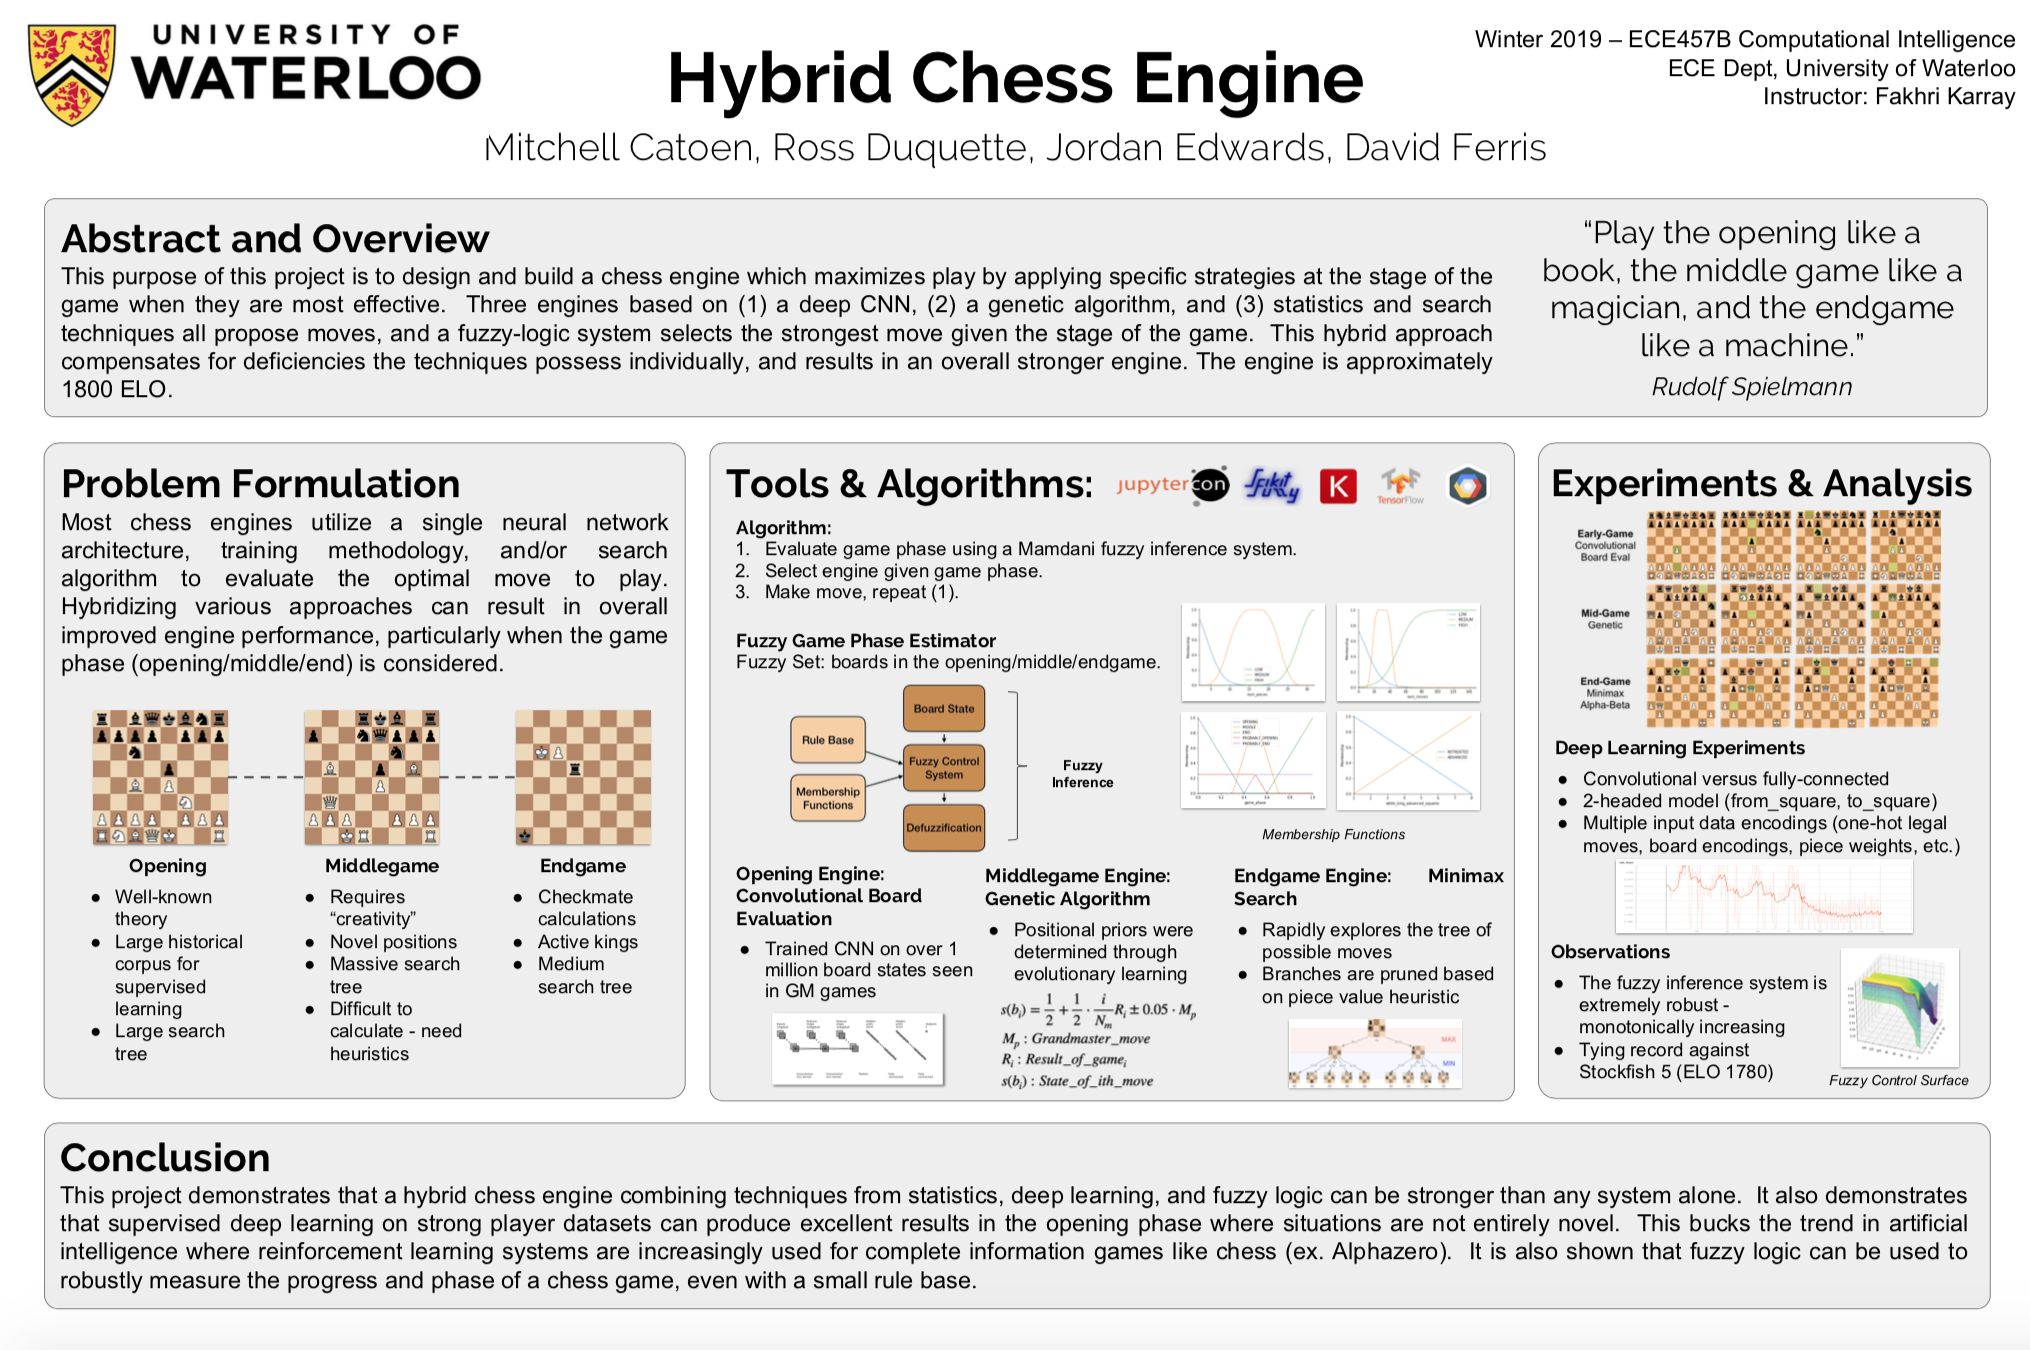 UNIVERSITY OF
WATERLOO
Hybrid Chess Engine
Mitchell Catoen, Ross Duquette, Jordan Edwards, David Ferris
Winter 2019 – ECE457B Computational Intelligence
ECE Dept, University of Waterloo
Instructor: Fakhri Karray
Abstract and Overview
This purpose of this project is to design and build a chess engine which maximizes play by applying specific strategies at the stage of the
game when they are most effective. Three engines based on (1) a deep CNN, (2) a genetic algorithm, and (3) statistics and search
techniques all propose moves, and a fuzzy-logic system selects the strongest move given the stage of the game. This hybrid approach
compensates for deficiencies the techniques possess individually, and results in an overall stronger engine. The engine is approximately
1800 ELO.
“Play the opening like a
book, the middle game like a
magician, and the endgame
like a machine.”
Rudolf Spielmann
Problem Formulation
Most chess engines utilize a single neural network
architecture, training methodology, and/or search
algorithm to evaluate the optimal move to play.
Hybridizing various approaches can result in overall
improved engine performance, particularly when the game
phase (opening/middle/end) is considered.
Opening
● Well-known
theory
● Large historical
corpus for
supervised
learning
● Large search
tree
Middlegame
● Requires
“creativity”
● Novel positions
● Massive search
tree
● Difficult to
calculate - need
heuristics
Endgame
● Checkmate
calculations
● Active kings
● Medium
search tree
Tools & Algorithms:
jupytercon
Scikit
Fuzzy
K
TensorFlow
Algorithm:
1. Evaluate game phase using a Mamdani fuzzy inference system.
2. Select engine given game phase.
3. Make move, repeat (1).
Fuzzy Game Phase Estimator
Fuzzy Set: boards in the opening/middle/endgame.
Rule Base
Membership
Functions
Board State
Fuzzy Control
System
Defuzzification
Fuzzy
Inference
Membership Functions
Opening Engine:
Convolutional Board
Evaluation
● Trained CNN on over 1
million board states seen
in GM games
Middlegame Engine:
Genetic Algorithm
● Positional priors were
determined through
evolutionary learning
s(bᵢ) = 1/2 + 1/2 · i/Nₘ Rᵢ ± 0.05 · Mₚ
Mₚ : Grandmaster_move
Rᵢ : Result_of_gameᵢ
s(bᵢ) : State_of_ith_move
Endgame Engine: Minimax
Search
● Rapidly explores the tree of
possible moves
● Branches are pruned based
on piece value heuristic
MAX
MIN
Experiments & Analysis
Early-Game
Convolutional
Board Eval
Mid-Game
Genetic
End-Game
Minimax
Alpha-Beta
Deep Learning Experiments
● Convolutional versus fully-connected
● 2-headed model (from_square, to_square)
● Multiple input data encodings (one-hot legal
moves, board encodings, piece weights, etc.)
Observations
● The fuzzy inference system is
extremely robust -
monotonically increasing
● Tying record against
Stockfish 5 (ELO 1780)
Fuzzy Control Surface
Conclusion
This project demonstrates that a hybrid chess engine combining techniques from statistics, deep learning, and fuzzy logic can be stronger than any system alone. It also demonstrates
that supervised deep learning on strong player datasets can produce excellent results in the opening phase where situations are not entirely novel. This bucks the trend in artificial
intelligence where reinforcement learning systems are increasingly used for complete information games like chess (ex. Alphazero). It is also shown that fuzzy logic can be used to
robustly measure the progress and phase of a chess game, even with a small rule base.